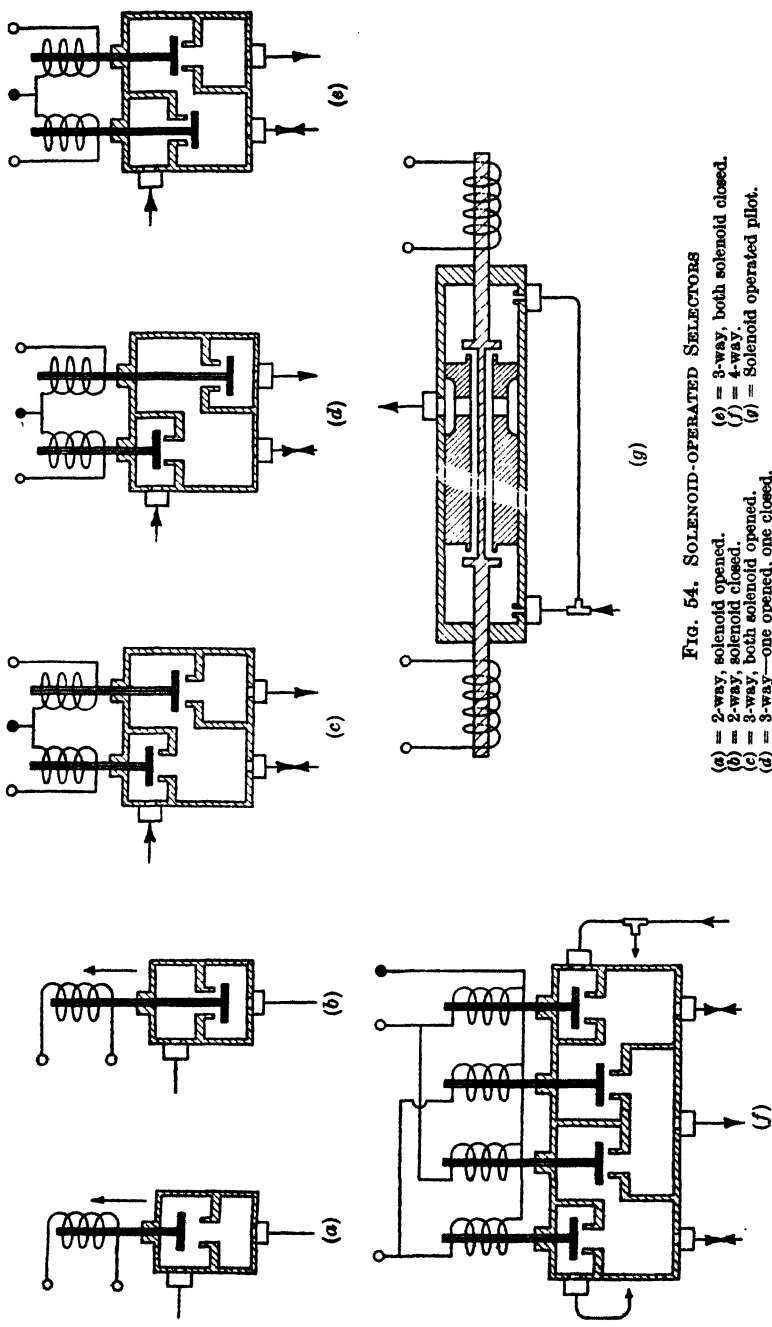 (a)
(b)
(c)
(d)
(e)
(f)
(g)
FIG. 54. SOLENOID-OPERATED SELECTORS
(a) = 2-way, solenoid opened.
(b) = 2-way, solenoid closed.
(c) = 3-way, both solenoid opened.
(d) = 3-way—one opened, one closed.
(e) = 3-way, both solenoid closed.
(f) = 4-way.
(g) = Solenoid operated pilot.